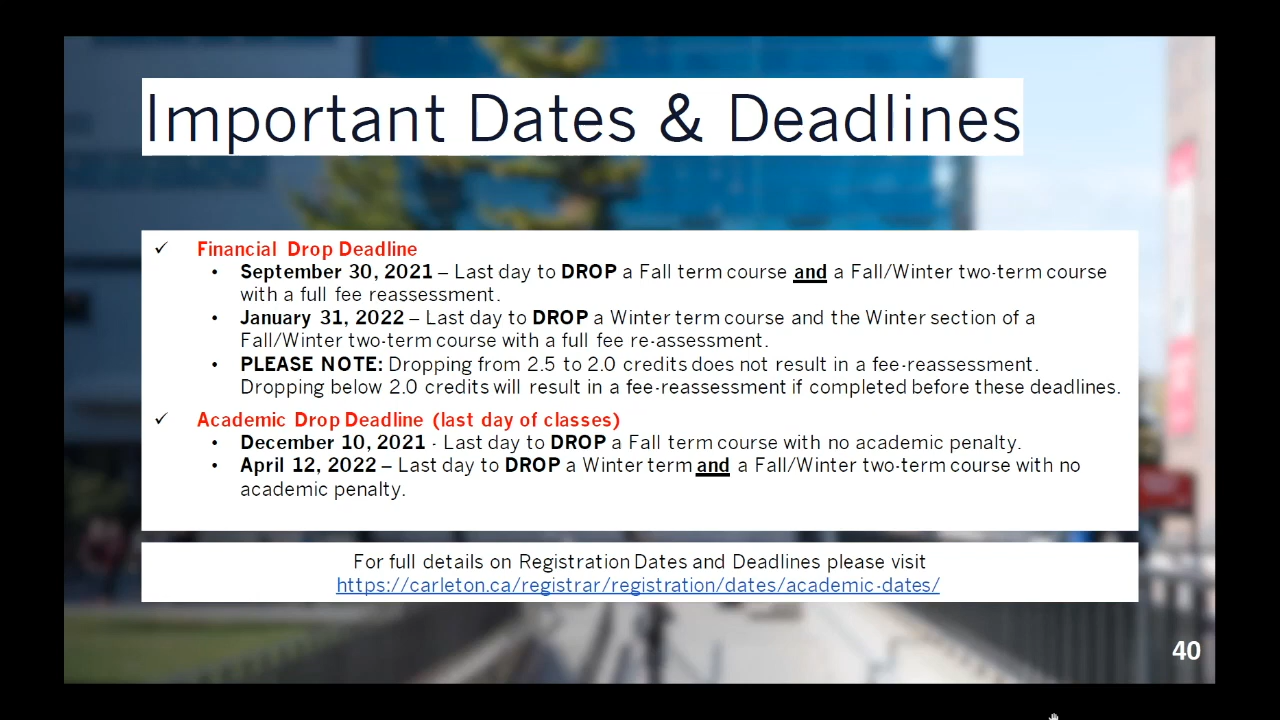 Important Dates & Deadlines
✓ Financial Drop Deadline
• September 30, 2021 – Last day to DROP a Fall term course and a Fall/Winter two-term course
with a full fee reassessment.
• January 31, 2022 – Last day to DROP a Winter term course and the Winter section of a
Fall/Winter two-term course with a full fee re-assessment.
• PLEASE NOTE: Dropping from 2.5 to 2.0 credits does not result in a fee-reassessment.
Dropping below 2.0 credits will result in a fee-reassessment if completed before these deadlines.
✓ Academic Drop Deadline (last day of classes)
• December 10, 2021 - Last day to DROP a Fall term course with no academic penalty.
• April 12, 2022 – Last day to DROP a Winter term and a Fall/Winter two-term course with no
academic penalty.
For full details on Registration Dates and Deadlines please visit
https://carleton.ca/registrar/registration/dates/academic-dates/
40